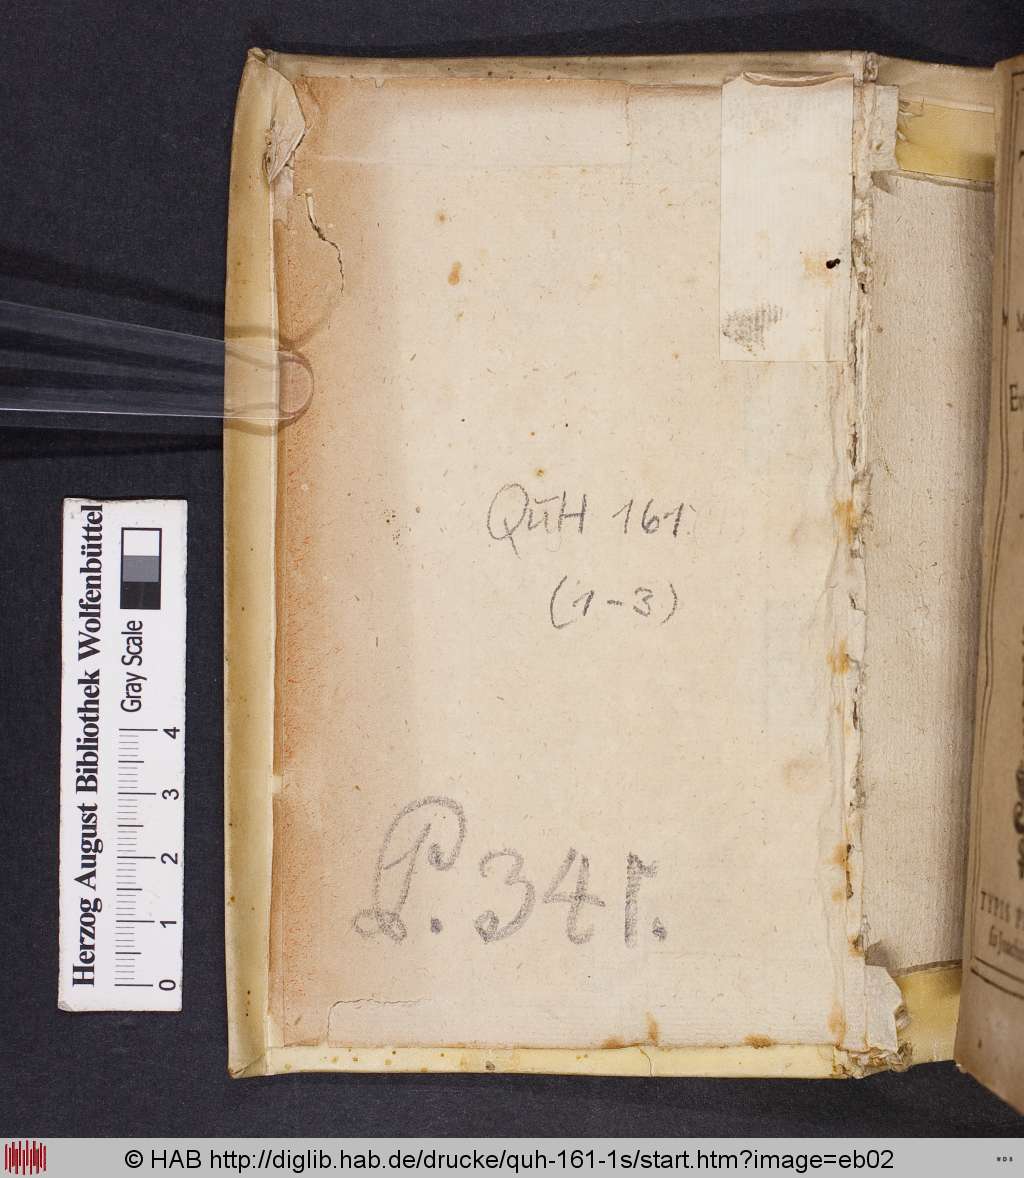 QuH 161
(1-3)
P. 341.
Herzog August Bibliothek Wolfenbüttel
Gray Scale
0 1 2 3 4
TYPIS P
© HAB http://diglib.hab.de/drucke/quh-161-1s/start.htm?image=eb02